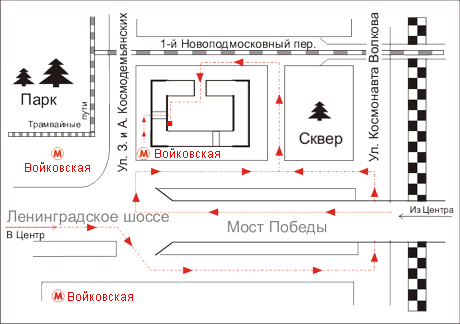 1-й Новоподмосковный пер.
Парк
Трамвайные
пути
Ул. З. и А. Космодемьянских
Ул. Космонавта Волкова
Сквер
М Войковская
М
Войковская
Ленинградское шоссе
В Центр
Мост Победы
Из Центра
М Войковская